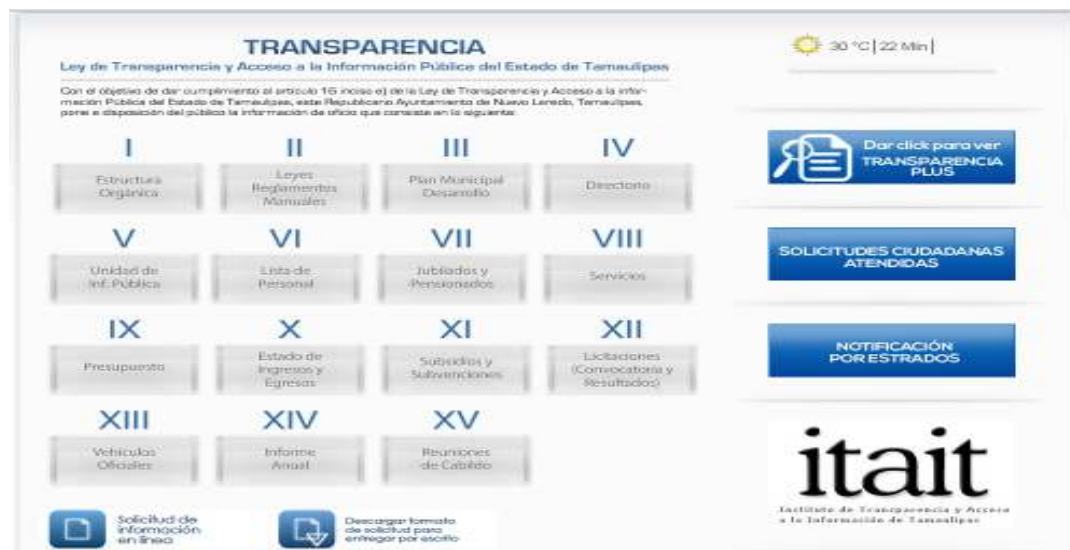 TRANSPARENCIA
Ley de Transparencia y Acceso a la Información Pública del Estado de Tamaulipas
Con el objetivo de dar cumplimiento al artículo 16 inciso e) de la Ley de Transparencia y Acceso a la Infor-
mación Pública del Estado de Tamaulipas, este Republicano Ayuntamiento de Nuevo Laredo, Tamaulipas,
pone a disposición del público la información de oficio que consiste en lo siguiente:
30 °C| 22 Min|
I
Estructura
Orgánica
II
Leyes
Reglamentos
Manuales
III
Plan Municipal
Desarrollo
IV
Directorio
V
Unidad de
Inf. Pública
VI
Lista de
Personal
VII
Jubilados y
Pensionados
VIII
Servicios
IX
Presupuesto
X
Estado de
Ingresos y
Egresos
XI
Subsidios y
Subvenciones
XII
Licitaciones
(Convocatoria y
Resultados)
XIII
Vehículos
Oficiales
XIV
Informe
Anual
XV
Reuniones
de Cabildo
Solicitud de
información
en línea
Descargar formato
de solicitud para
entregar por escrito
Dar click para ver
TRANSPARENCIA
PLUS
SOLICITUDES CIUDADANAS
ATENDIDAS
NOTIFICACIÓN
POR ESTRADOS
itait
Instituto de Transparencia y Acceso
a la Información de Tamaulipas